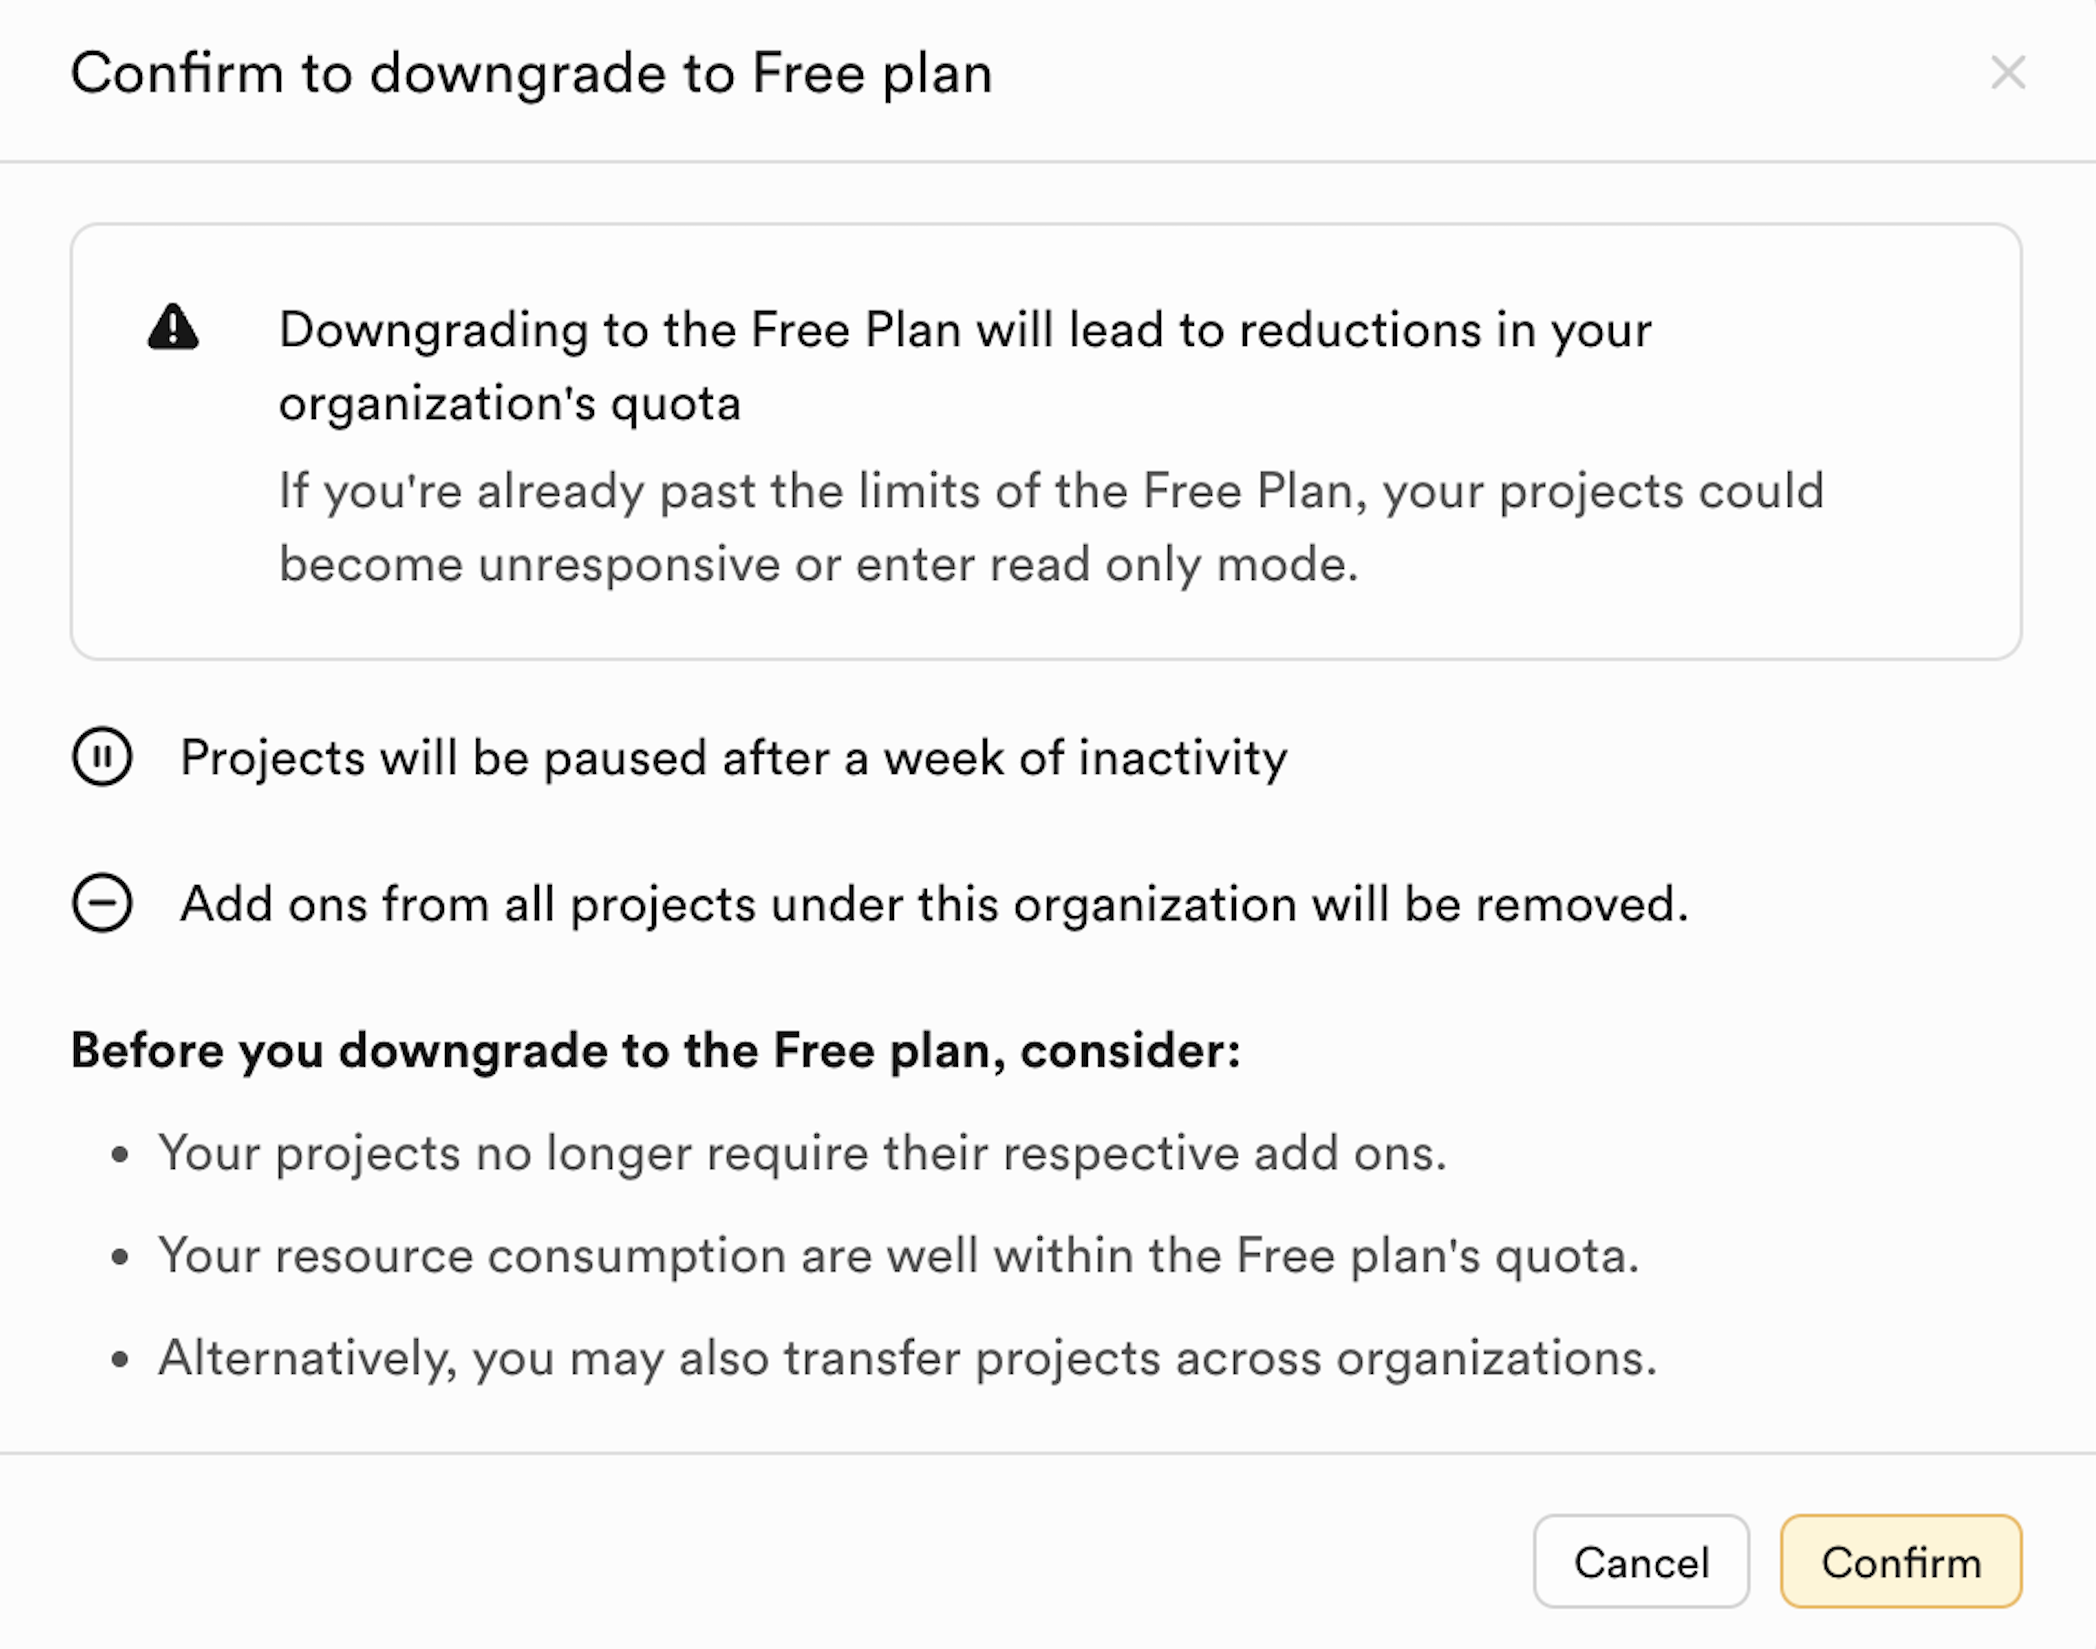 Confirm to downgrade to Free plan
Downgrading to the Free Plan will lead to reductions in your
organization's quota
If you're already past the limits of the Free Plan, your projects could
become unresponsive or enter read only mode.
Projects will be paused after a week of inactivity
Add ons from all projects under this organization will be removed.
Before you downgrade to the Free plan, consider:
Your projects no longer require their respective add ons.
Your resource consumption are well within the Free plan's quota.
Alternatively, you may also transfer projects across organizations.
Cancel
Confirm